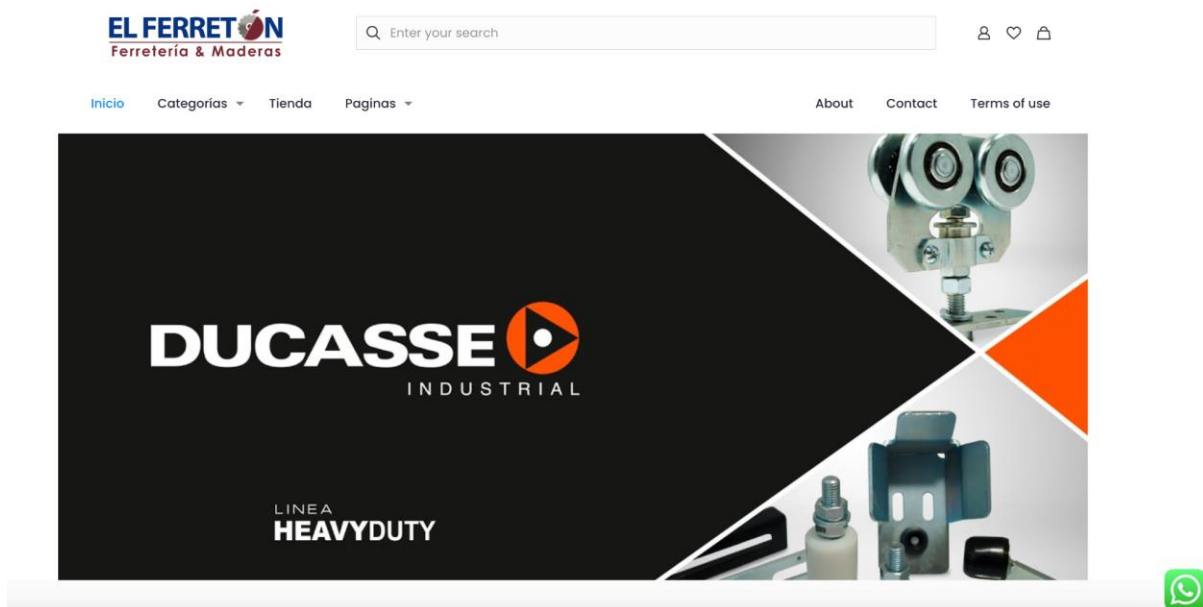 EL FERRETÓN
Ferretería & Maderas
Enter your search
Inicio Categorías Tienda Paginas About Contact Terms of use
DUCASSE
INDUSTRIAL
LINEA
HEAVYDUTY